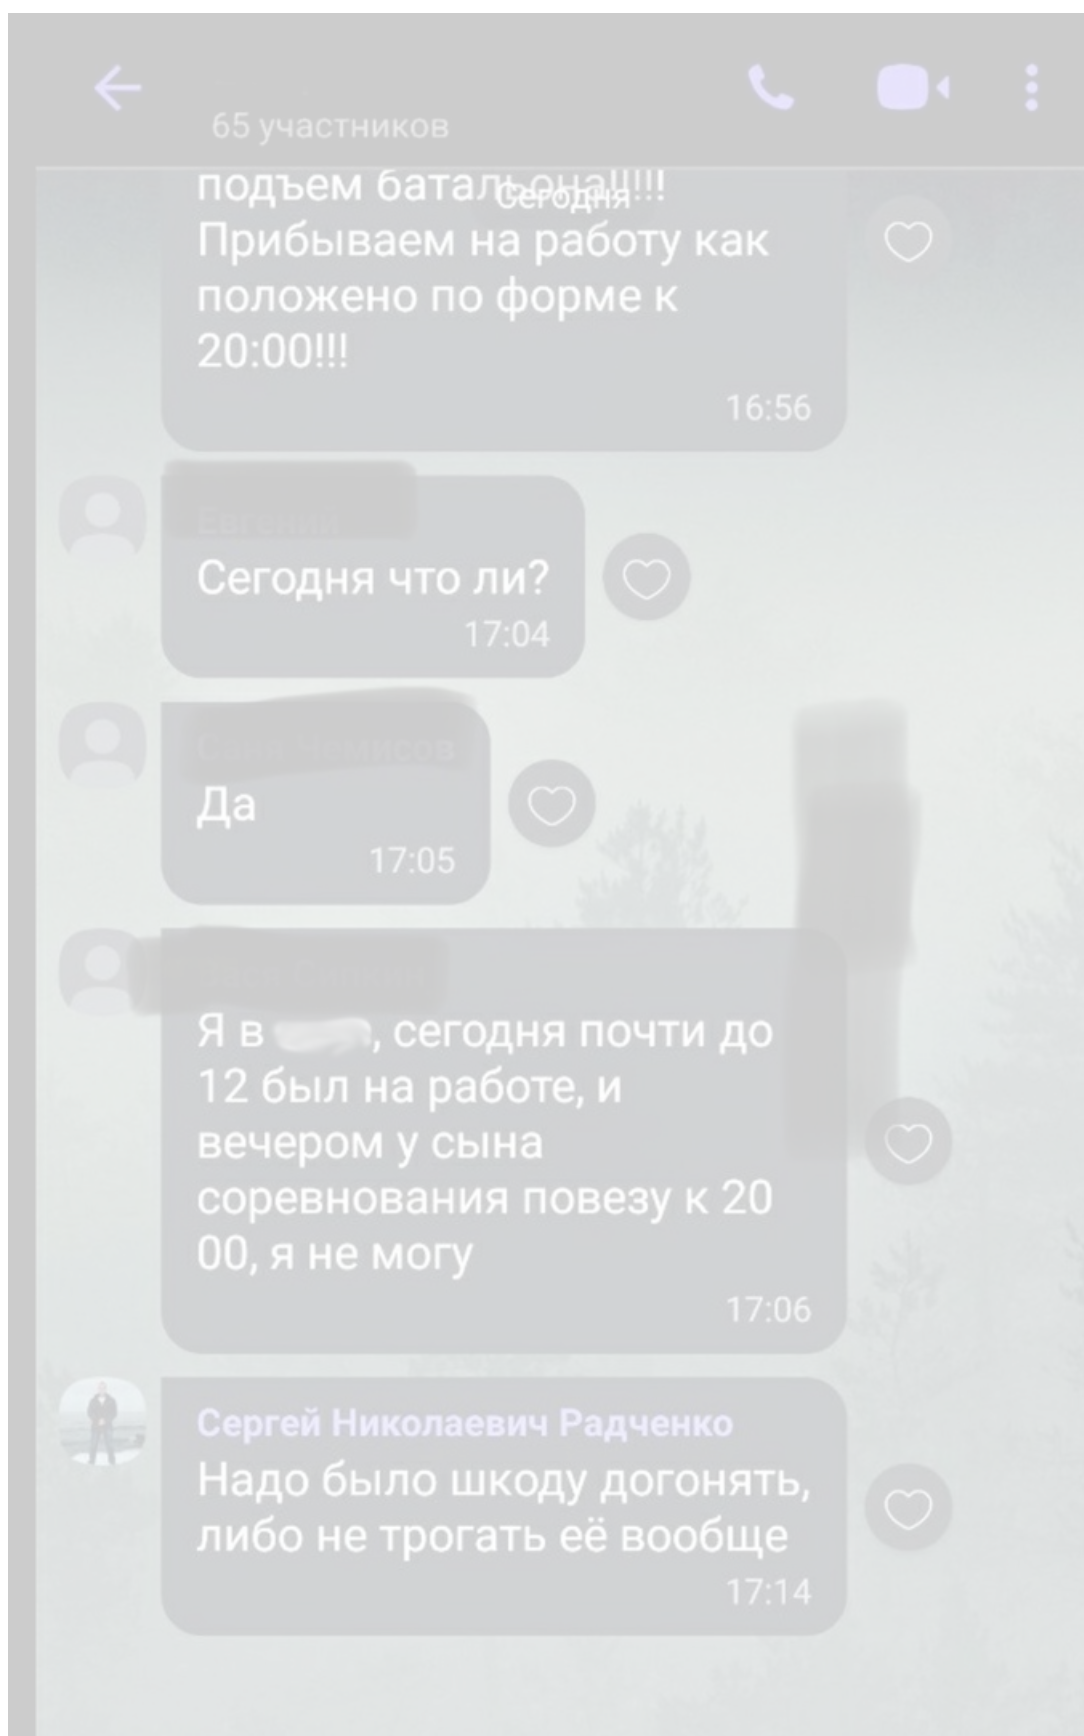 65 участников
подъем батальона!!!!!
Сегодня
Прибываем на работу как
положено по форме к
20:00!!!
16:56
Евгений
Сегодня что ли?
17:04
Чемисов
Да
17:05
Я в , сегодня почти до
12 был на работе, и
вечером у сына
соревнования повезу к 20
00, я не могу
17:06
Сергей Николаевич Радченко
Надо было шкоду догонять,
либо не трогать её вообще
17:14